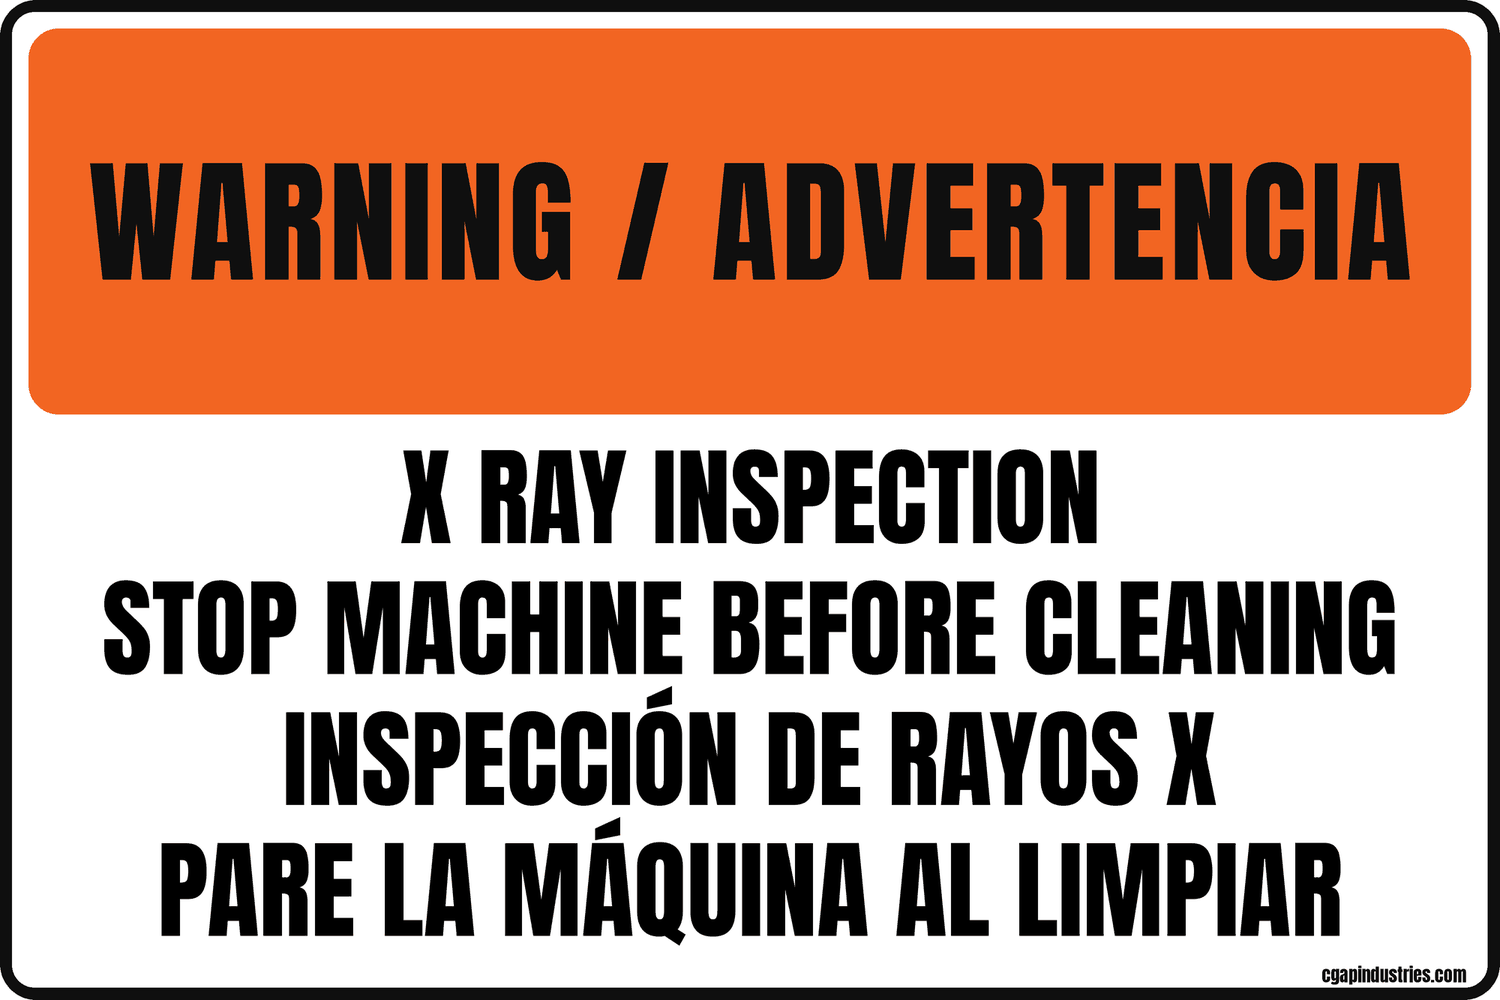 WARNING / ADVERTENCIA
X RAY INSPECTION
STOP MACHINE BEFORE CLEANING
INSPECCIÓN DE RAYOS X
PARE LA MÁQUINA AL LIMPIAR
cgapindustries.com